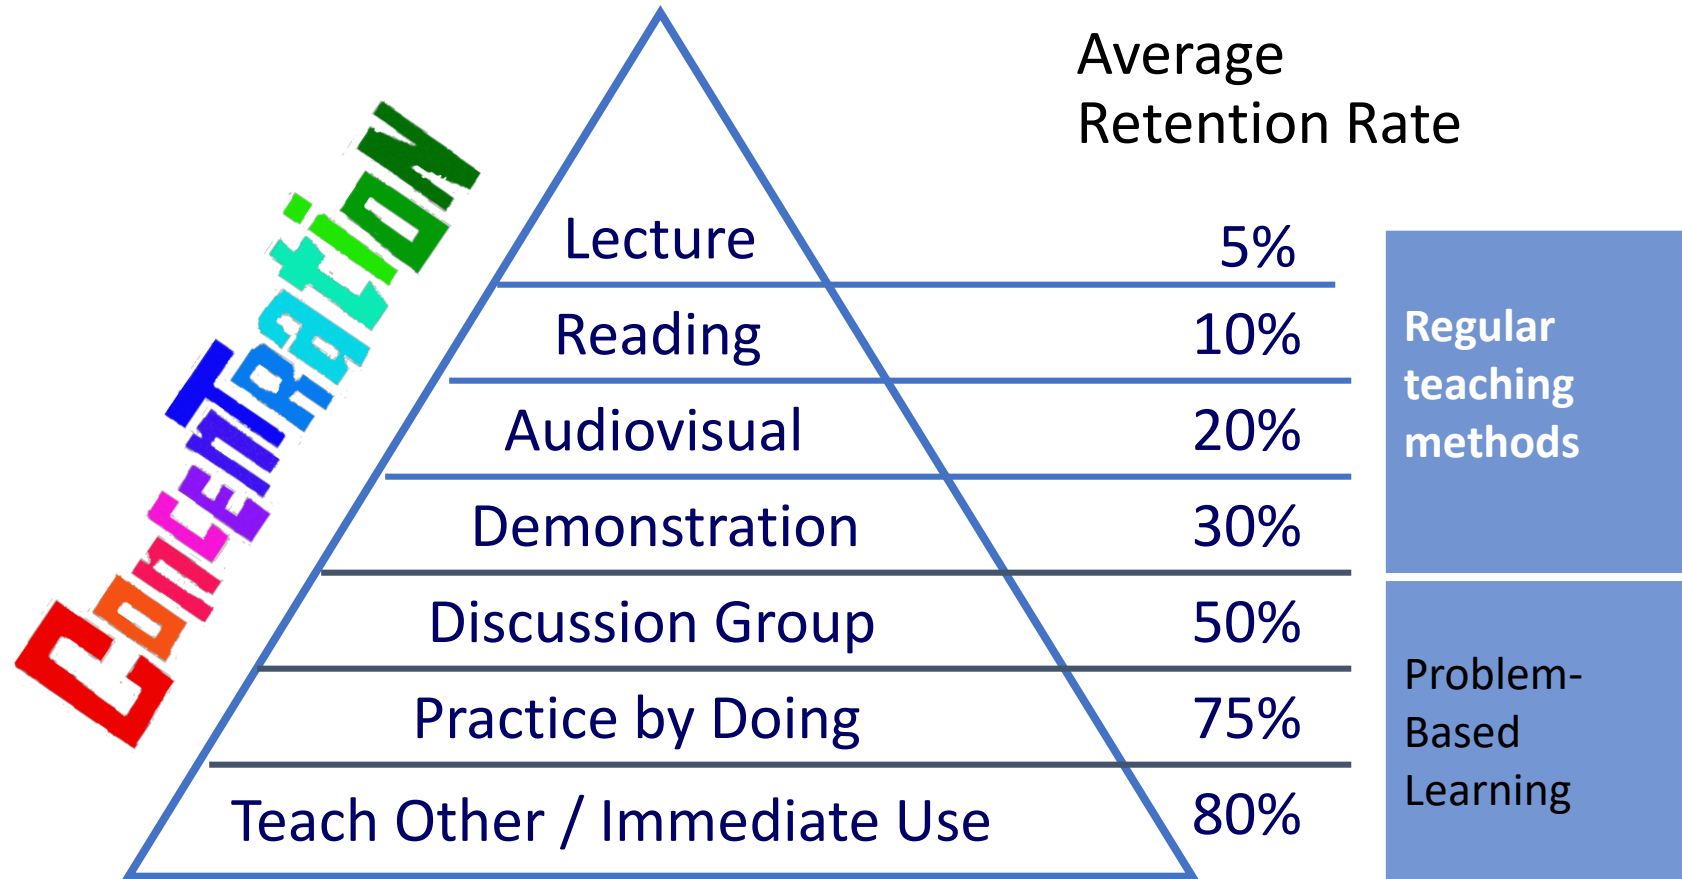 Average
Retention Rate
ConcenTRatioN
Lecture 5%
Reading 10%
Audiovisual 20%
Demonstration 30%
Regular
teaching
methods
Discussion Group 50%
Practice by Doing 75%
Teach Other / Immediate Use 80%
Problem-
Based
Learning